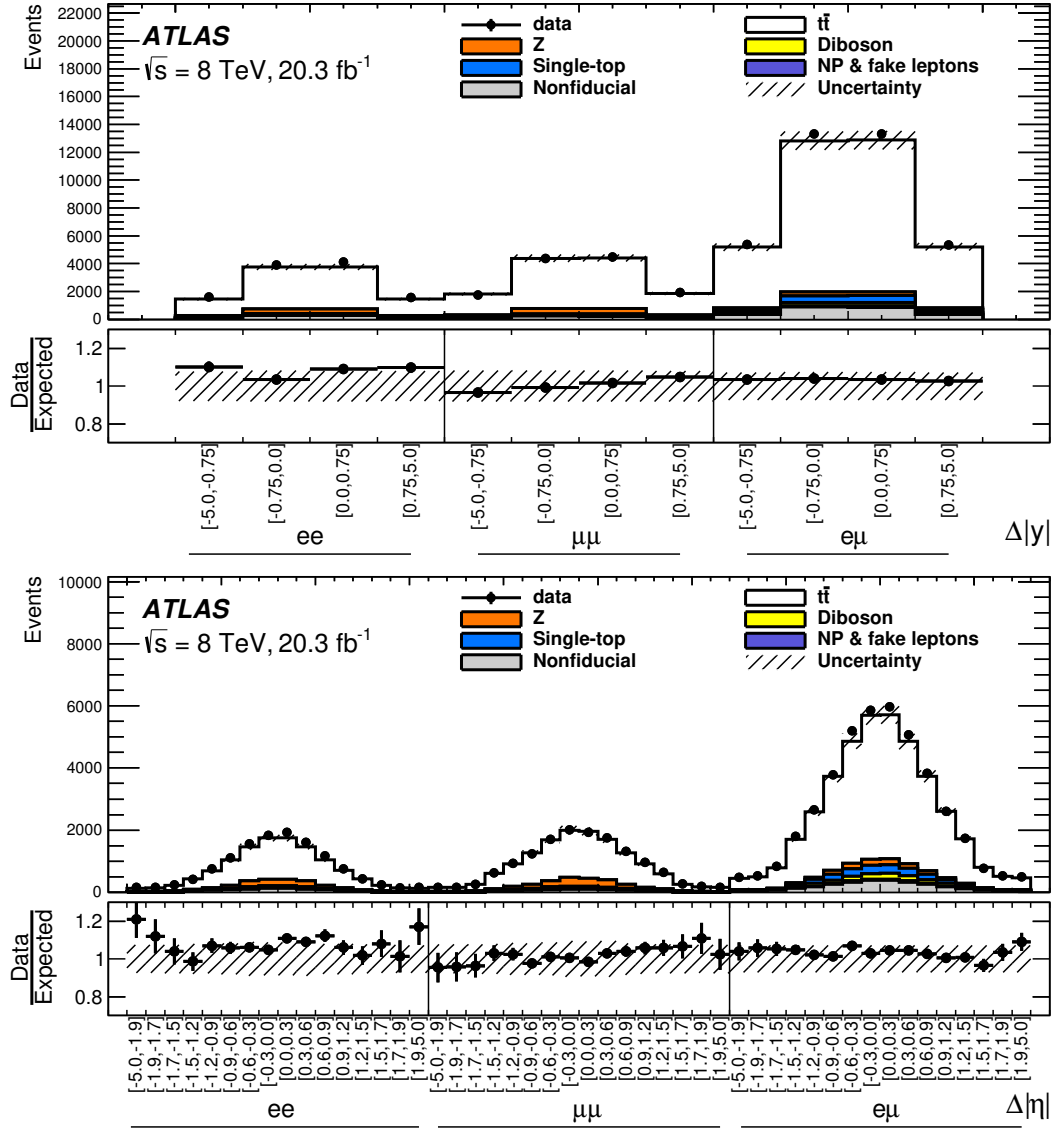 Events
22000
20000
18000
16000
14000
12000
10000
8000
6000
4000
2000
0
ATLAS
√s = 8 TeV, 20.3 fb⁻¹
data
Z
Single-top
Nonfiducial
tt̄
Diboson
NP & fake leptons
Uncertainty
Data
Expected
1.2
1
0.8
[-5.0,-0.75]
[-0.75,0.0]
[0.0,0.75]
[0.75,5.0]
[-5.0,-0.75]
[-0.75,0.0]
[0.0,0.75]
[0.75,5.0]
[-5.0,-0.75]
[-0.75,0.0]
[0.0,0.75]
[0.75,5.0]
ee
μμ
eμ
Δ|y|
Events
10000
8000
6000
4000
2000
0
ATLAS
√s = 8 TeV, 20.3 fb⁻¹
data
Z
Single-top
Nonfiducial
tt̄
Diboson
NP & fake leptons
Uncertainty
Data
Expected
1.2
1
0.8
[-5.0,-1.9]
[-1.9,-1.7]
[-1.7,-1.5]
[-1.5,-1.2]
[-1.2,-0.9]
[-0.9,-0.6]
[-0.6,-0.3]
[-0.3,0.0]
[0.0,0.3]
[0.3,0.6]
[0.6,0.9]
[0.9,1.2]
[1.2,1.5]
[1.5,1.7]
[1.7,1.9]
[1.9,5.0]
[-5.0,-1.9]
[-1.9,-1.7]
[-1.7,-1.5]
[-1.5,-1.2]
[-1.2,-0.9]
[-0.9,-0.6]
[-0.6,-0.3]
[-0.3,0.0]
[0.0,0.3]
[0.3,0.6]
[0.6,0.9]
[0.9,1.2]
[1.2,1.5]
[1.5,1.7]
[1.7,1.9]
[1.9,5.0]
[-5.0,-1.9]
[-1.9,-1.7]
[-1.7,-1.5]
[-1.5,-1.2]
[-1.2,-0.9]
[-0.9,-0.6]
[-0.6,-0.3]
[-0.3,0.0]
[0.0,0.3]
[0.3,0.6]
[0.6,0.9]
[0.9,1.2]
[1.2,1.5]
[1.5,1.7]
[1.7,1.9]
[1.9,5.0]
ee
μμ
eμ
Δ|η|